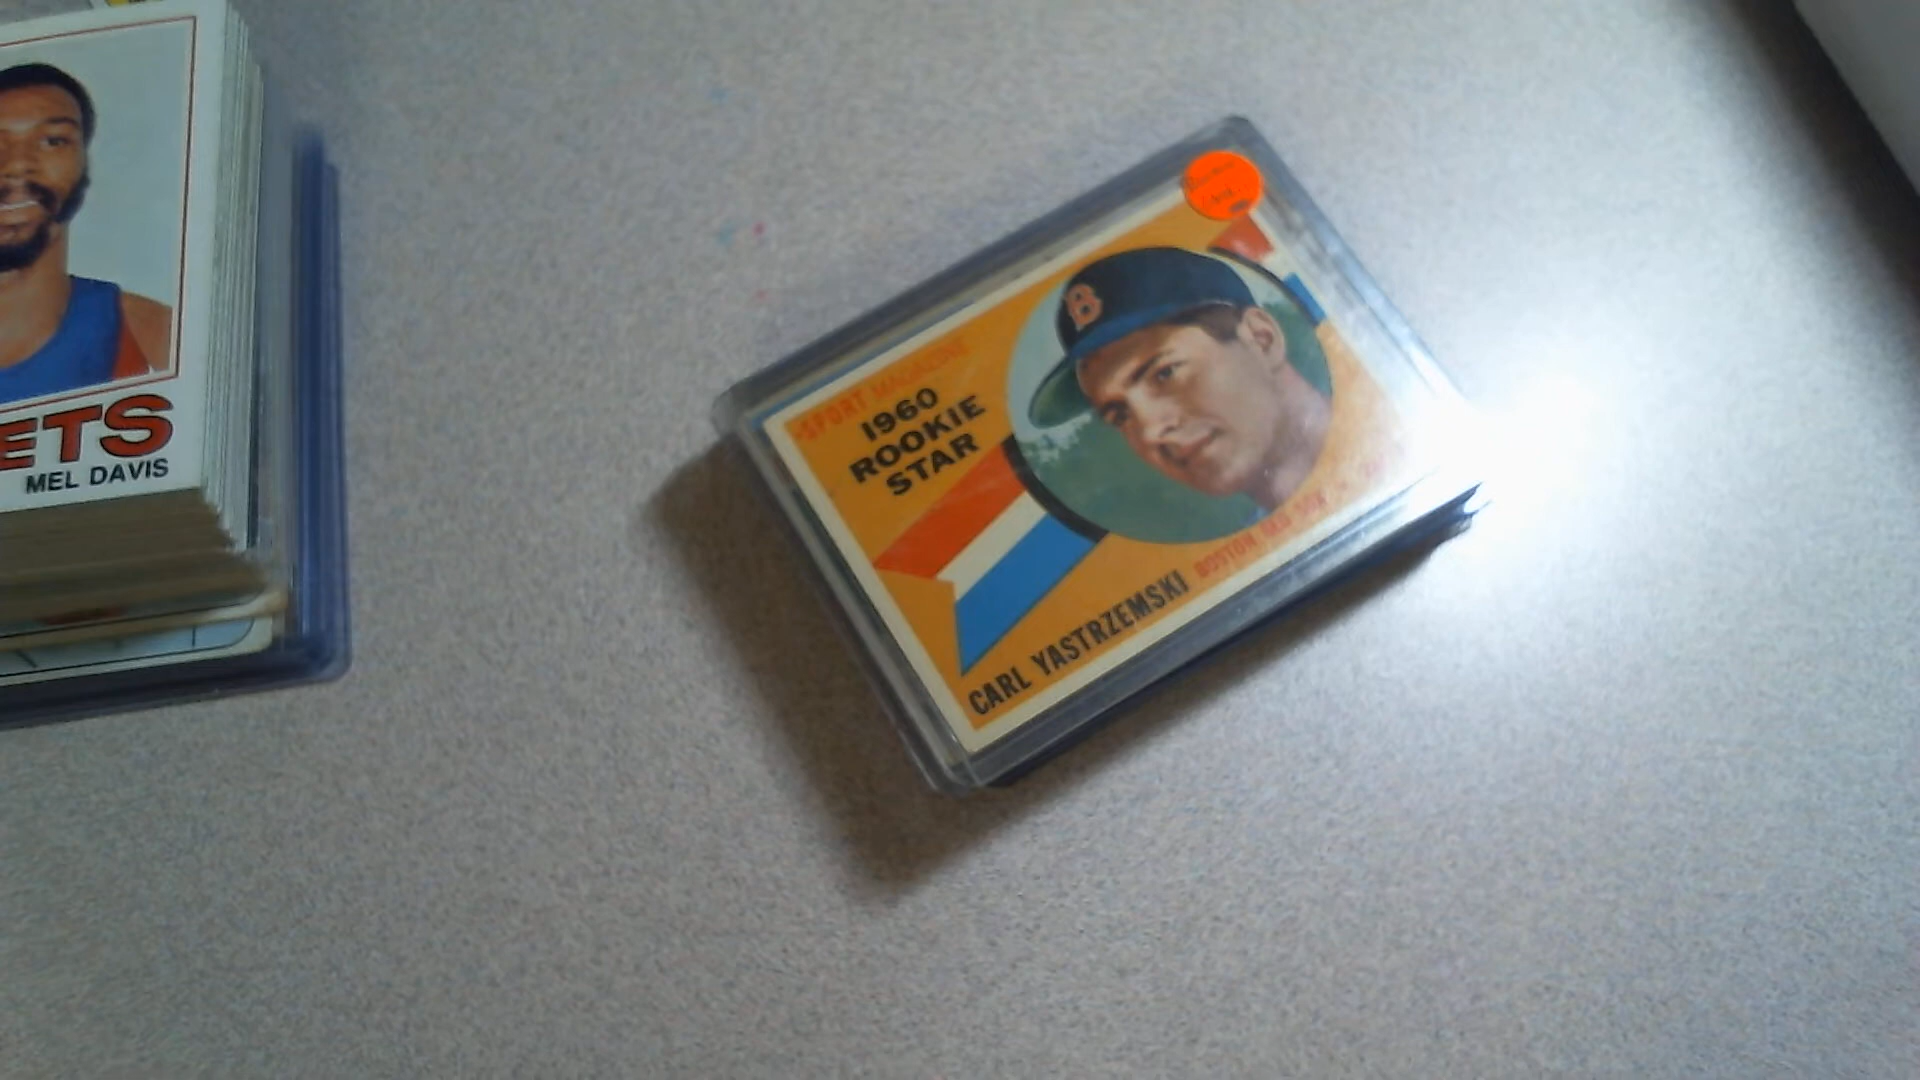 ETS
MEL DAVIS
B
SPORT MAGAZINE
1960
ROOKIE
STAR
CARL YASTRZEMSKI BOSTON RED SOX